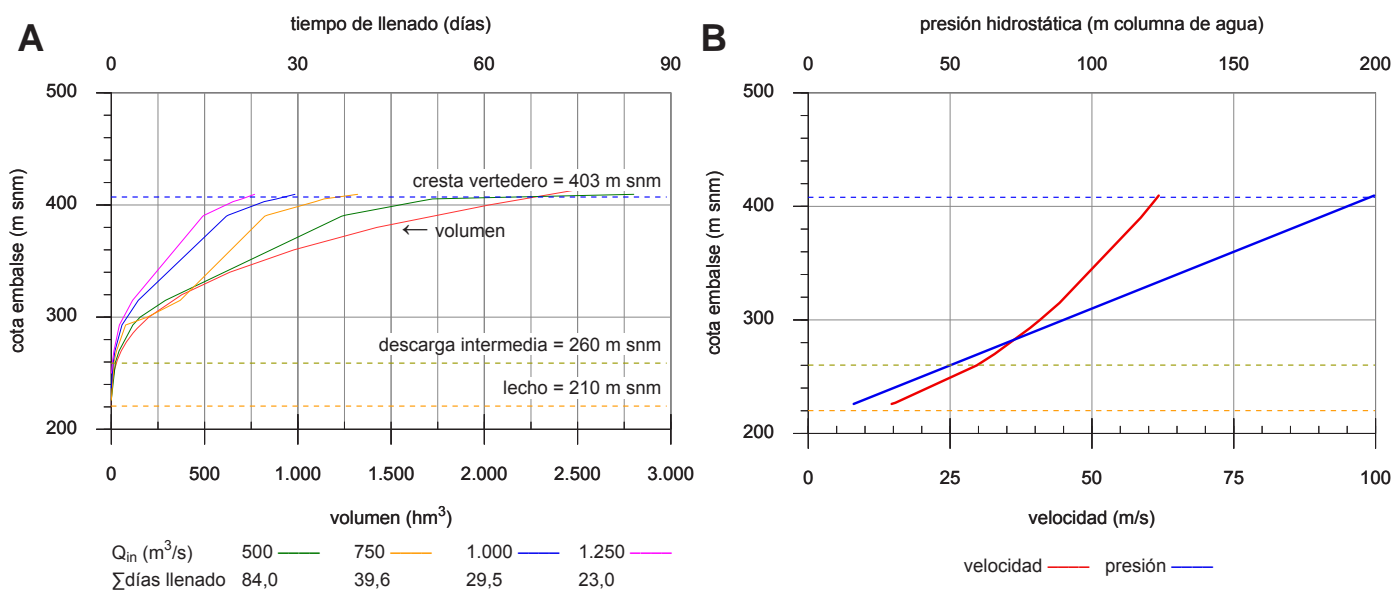 A
tiempo de llenado (días)
0 30 60 90
500
400
300
200
cota embalse (m snm)
cresta vertedero = 403 m snm
← volumen
descarga intermedia = 260 m snm
lecho = 210 m snm
0 500 1.000 1.500 2.000 2.500 3.000
volumen (hm³)
Qin (m³/s) 500 750 1.000 1.250
∑días llenado 84,0 39,6 29,5 23,0
B
presión hidrostática (m columna de agua)
0 50 100 150 200
500
400
300
200
cota embalse (m snm)
0 25 50 75 100
velocidad (m/s)
velocidad presión